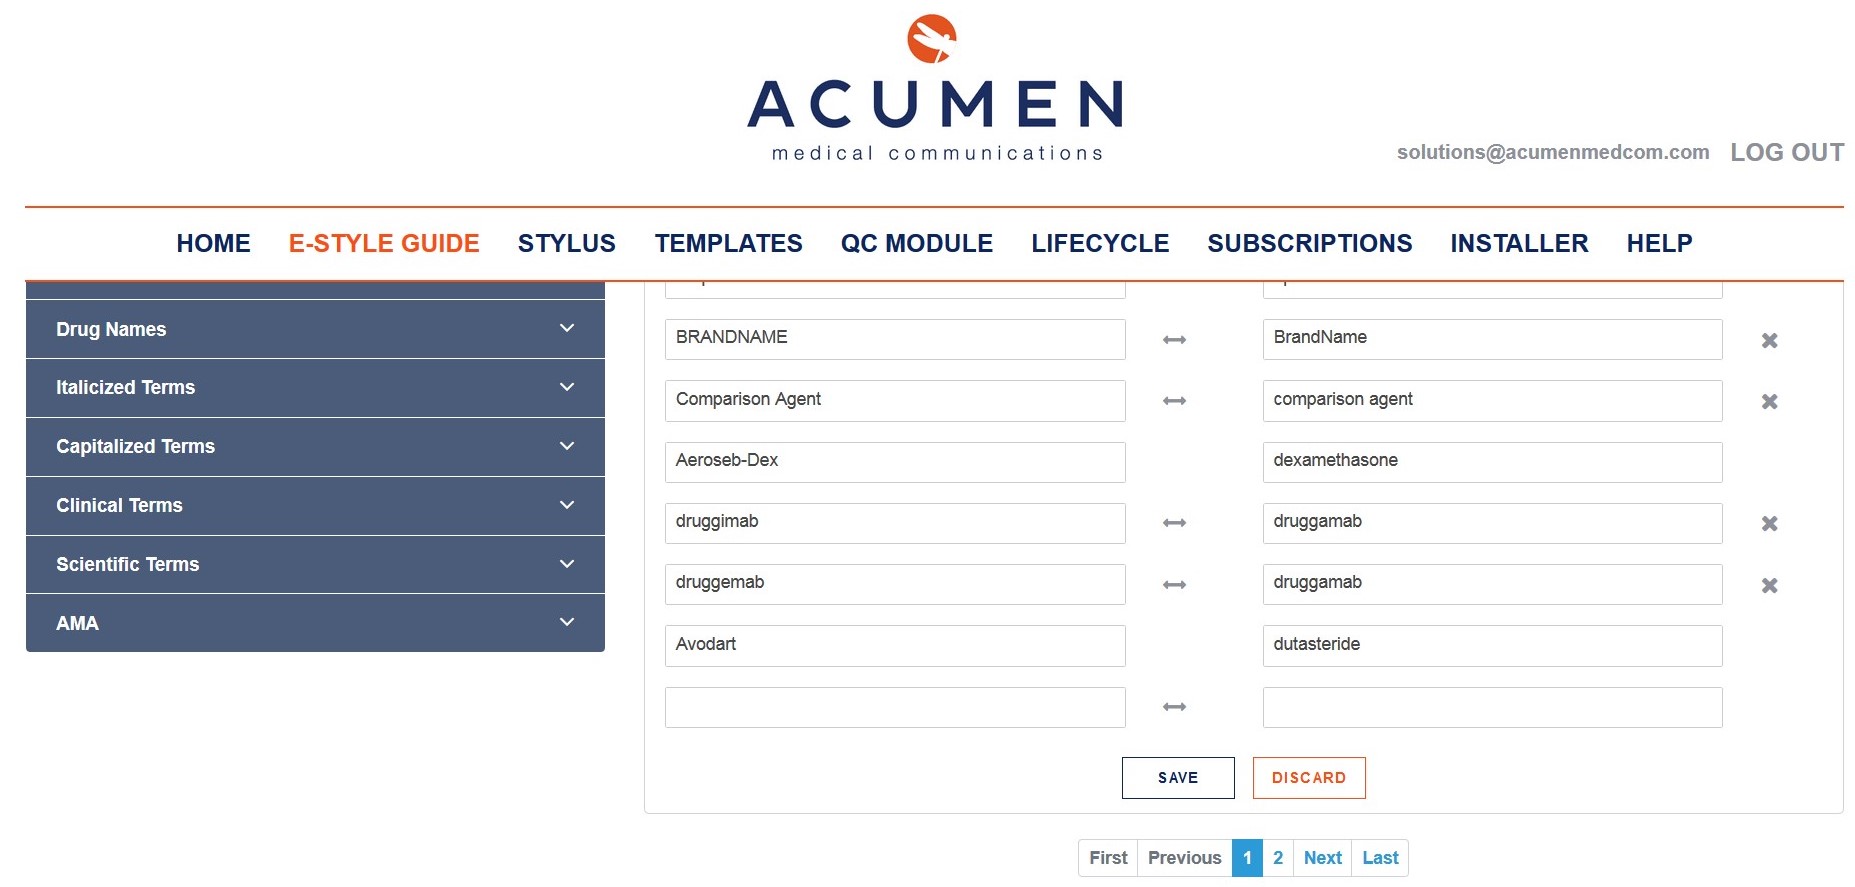 ACUMEN
medical communications
solutions@acumenmedcom.com LOG OUT
HOME E-STYLE GUIDE STYLUS TEMPLATES QC MODULE LIFECYCLE SUBSCRIPTIONS INSTALLER HELP
Drug Names
Italicized Terms
Capitalized Terms
Clinical Terms
Scientific Terms
AMA
BRANDNAME BrandName
Comparison Agent comparison agent
Aeroseb-Dex dexamethasone
druggimab druggamab
druggemab druggamab
Avodart dutasteride
SAVE DISCARD
First Previous 1 2 Next Last